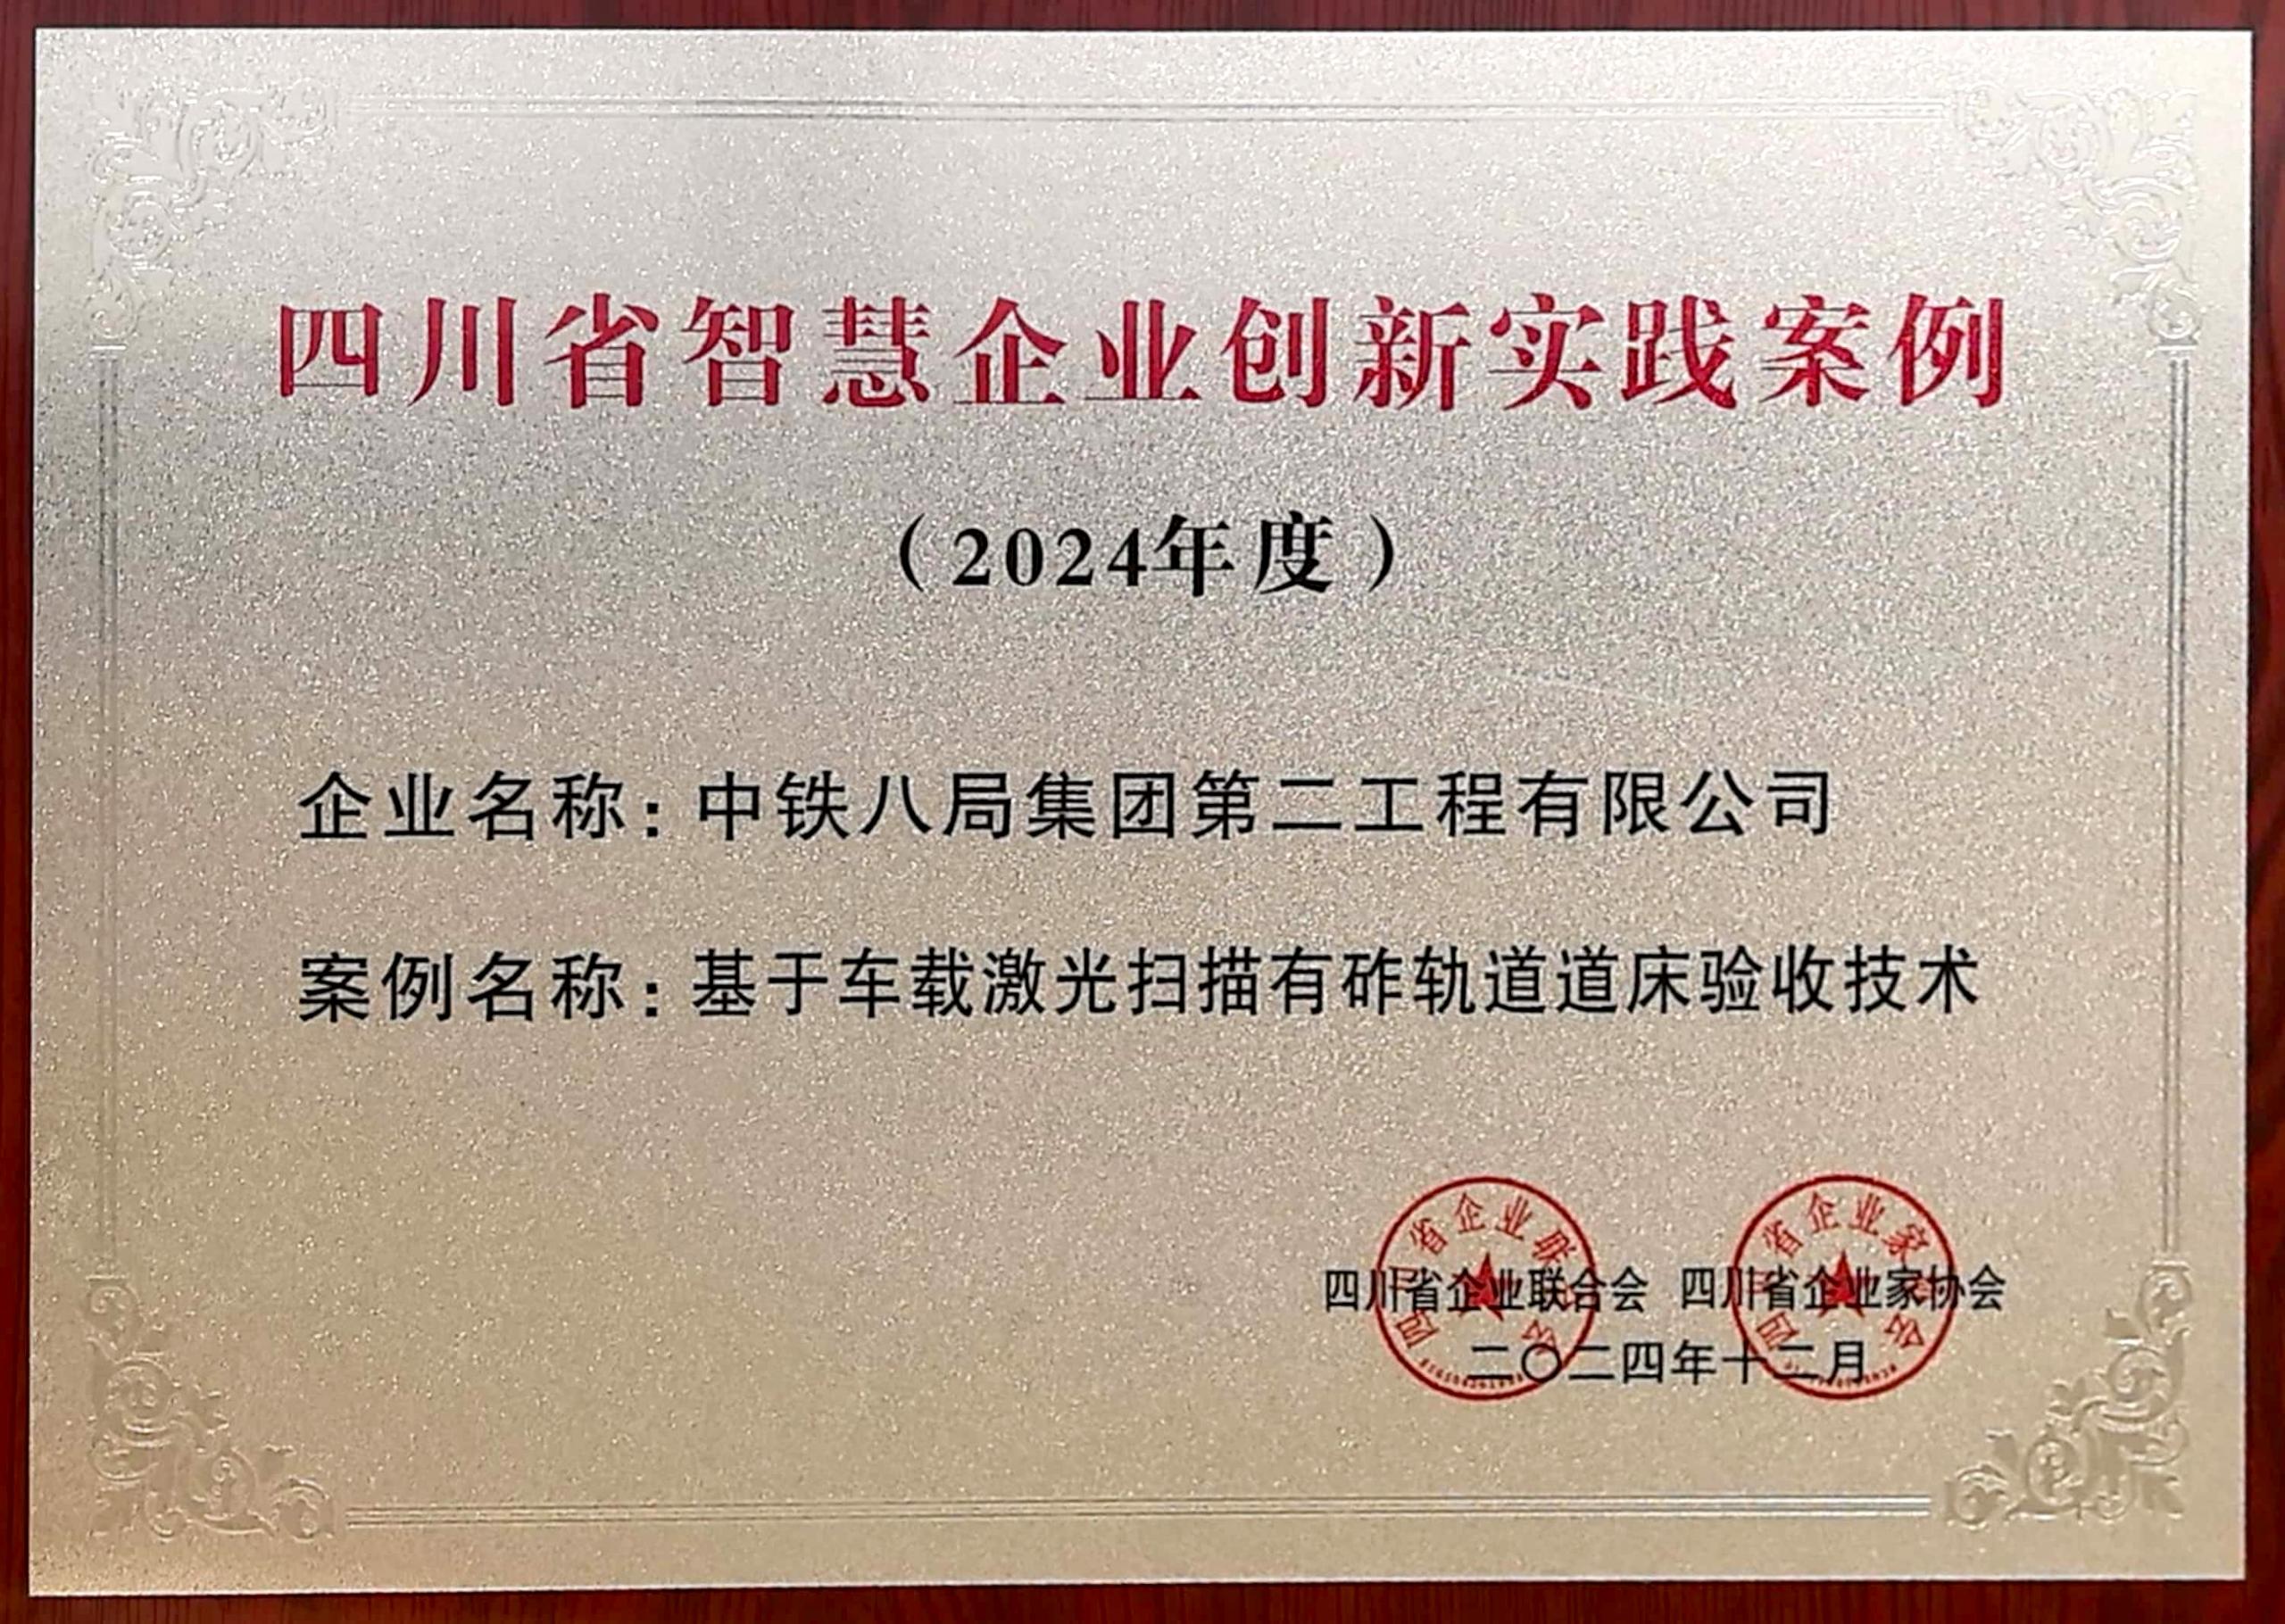 四川省智慧企业创新实践案例
（2024年度）
企业名称：中铁八局集团第二工程有限公司
案例名称：基于车载激光扫描有砟轨道道床验收技术
四川省企业联合会 四川省企业家协会
二〇二四年十二月